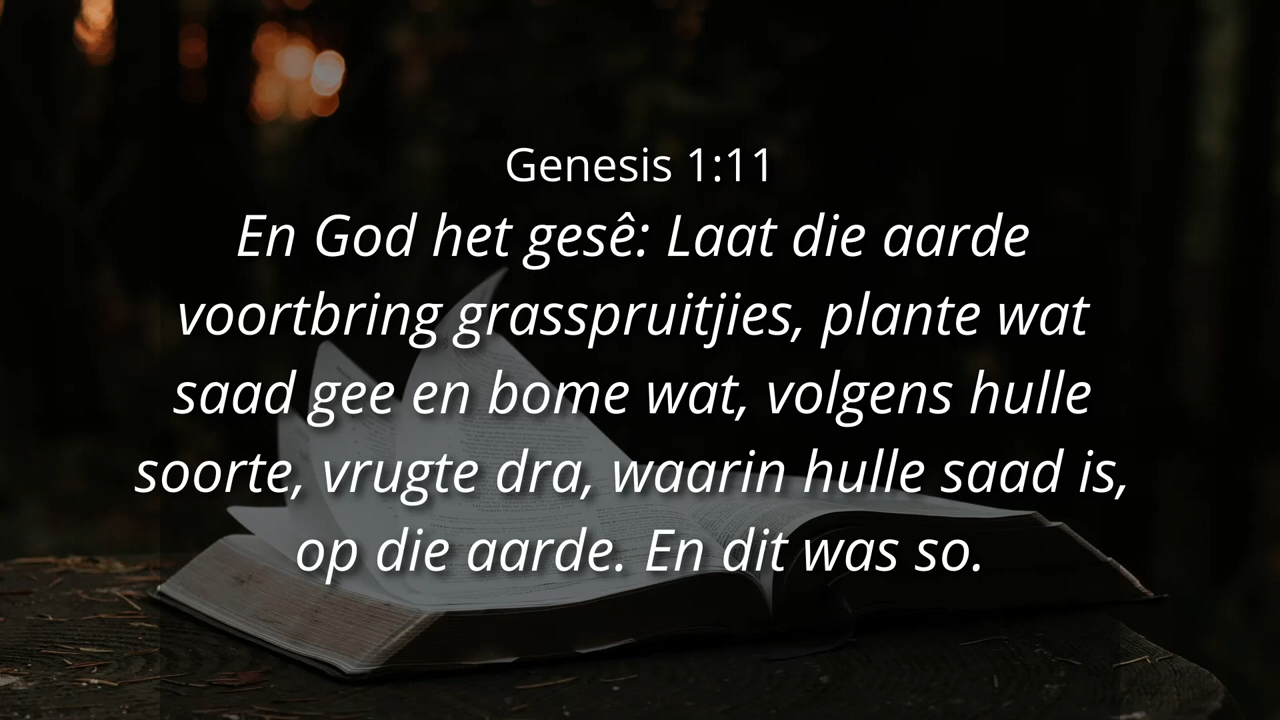 Genesis 1:11
En God het gesê: Laat die aarde
voortbring grasspruitjies, plante wat
saad gee en bome wat, volgens hulle
soorte, vrugte dra, waarin hulle saad is,
op die aarde. En dit was so.